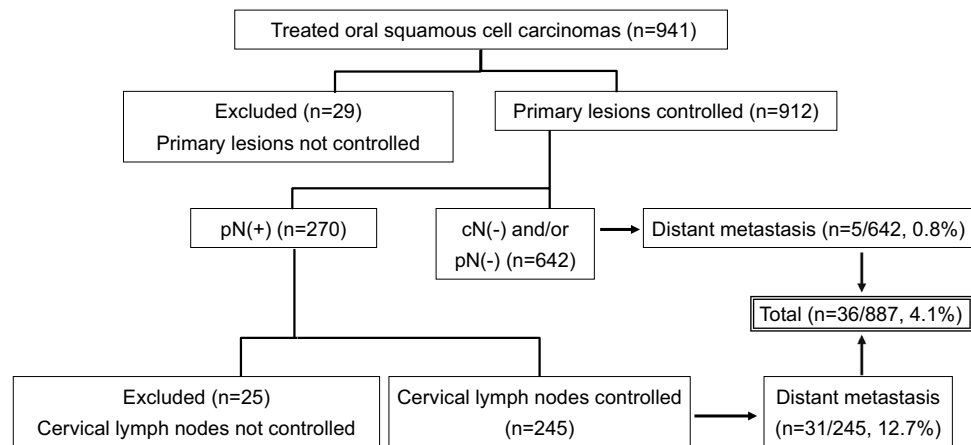 Treated oral squamous cell carcinomas (n=941)
Excluded (n=29)
Primary lesions not controlled
Primary lesions controlled (n=912)
pN(+) (n=270)
cN(-) and/or
pN(-) (n=642)
Distant metastasis (n=5/642, 0.8%)
Total (n=36/887, 4.1%)
Excluded (n=25)
Cervical lymph nodes not controlled
Cervical lymph nodes controlled
(n=245)
Distant metastasis
(n=31/245, 12.7%)